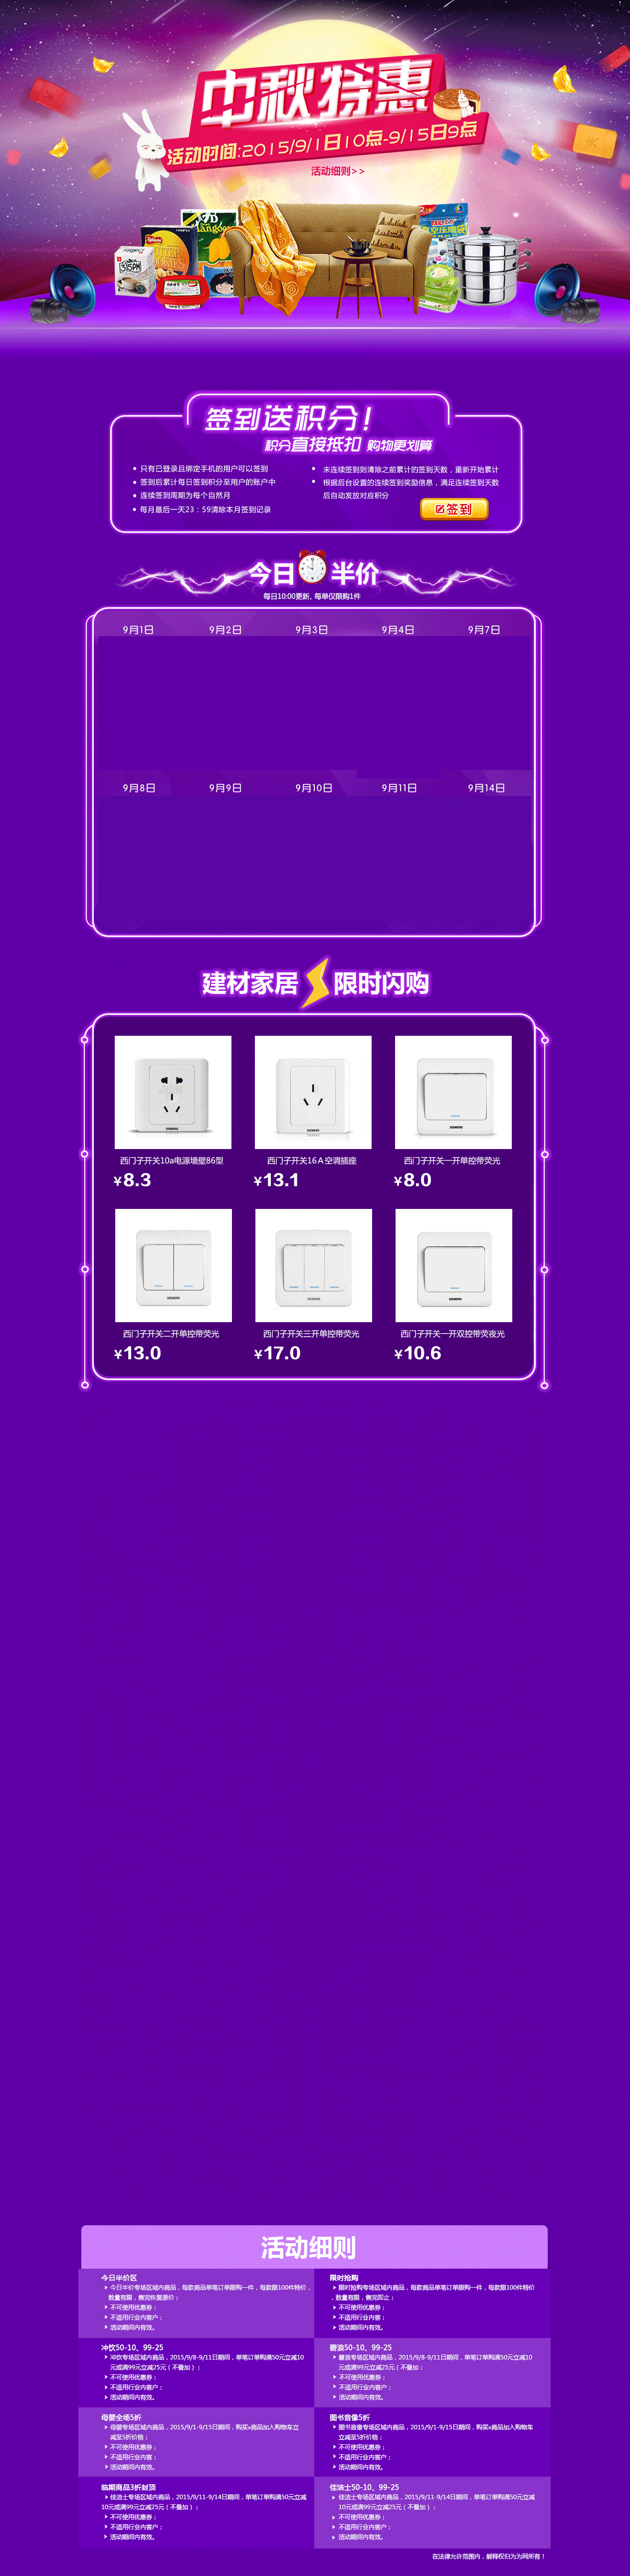 中秋特惠
活动时间:2015/9/1日10点-9/15日9点
活动细则>>
签到送积分!
积分直接抵扣 购物更划算
只有已登录且绑定手机的用户可以签到
签到后累计每日签到积分至用户的账户中
连续签到周期为每个自然月
每月最后一天23：59清除本月签到记录
未连续签到则清除之前累计的签到天数，重新开始累计
根据后台设置的连续签到奖励信息，满足连续签到天数
后自动发放对应积分
签到
今日 半价
每日10:00更新, 每单仅限购1件
9月1日 9月2日 9月3日 9月4日 9月7日
9月8日 9月9日 9月10日 9月11日 9月14日
建材家居 限时闪购
SIEMENS SIEMENS SIEMENS
西门子开关10a电源墙壁86型 西门子开关16A空调插座 西门子开关一开单控带荧光
¥8.3 ¥13.1 ¥8.0
SIEMENS SIEMENS SIEMENS
西门子开关二开单控带荧光 西门子开关三开单控带荧光 西门子开关一开双控带荧夜光
¥13.0 ¥17.0 ¥10.6
活动细则
今日半价区
今日半价专场区域内商品，每款商品单笔订单限购一件，每款限100件特价，
数量有限，售完恢复原价；
不可使用优惠券；
不适用行业内客户；
活动期间内有效。
限时抢购
限时抢购专场区域内商品，每款商品单笔订单限购一件，每款限100件特价
，数量有限，售完即止；
不可使用优惠券；
不适用行业内客；
活动期间内有效。
冲饮50-10、99-25
冲饮专场区域内商品，2015/9/8-9/11日期间，单笔订单购满50元立减10
元或满99元立减25元（不叠加）；
不可使用优惠券；
不适用行业内客户；
活动期间内有效。
碧浪50-10、99-25
碧浪专场区域内商品，2015/9/8-9/11日期间，单笔订单购满50元立减10
元或满99元立减25元（不叠加；
不可使用优惠券；
不适用行业内客户；
活动期间内有效。
母婴全场5折
母婴专场区域内商品，2015/9/1-9/15日期间，购买x商品加入购物车立
减至5折价格；
不可使用优惠券；
不适用行业内客；
活动期间内有效。
图书音像5折
图书音像专场区域内商品，2015/9/1-9/15日期间，购买x商品加入购物车
立减至5折价格；
不可使用优惠券；
不适用行业内客户；
活动期间内有效。
临期商品3折封顶
佳洁士专场区域内商品，2015/9/11-9/14日期间，单笔订单购满50元立减
10元或满99元立减25元（不叠加）；
不可使用优惠券；
不适用行业内客户；
活动期间内有效。
佳洁士50-10、99-25
佳洁士专场区域内商品，2015/9/11-9/14日期间，单笔订单购满50元立减
10元或满99元立减25元（不叠加）；
不可使用优惠券；
不适用行业内客户；
活动期间内有效。
在法律允许范围内，解释权归为为网所有！